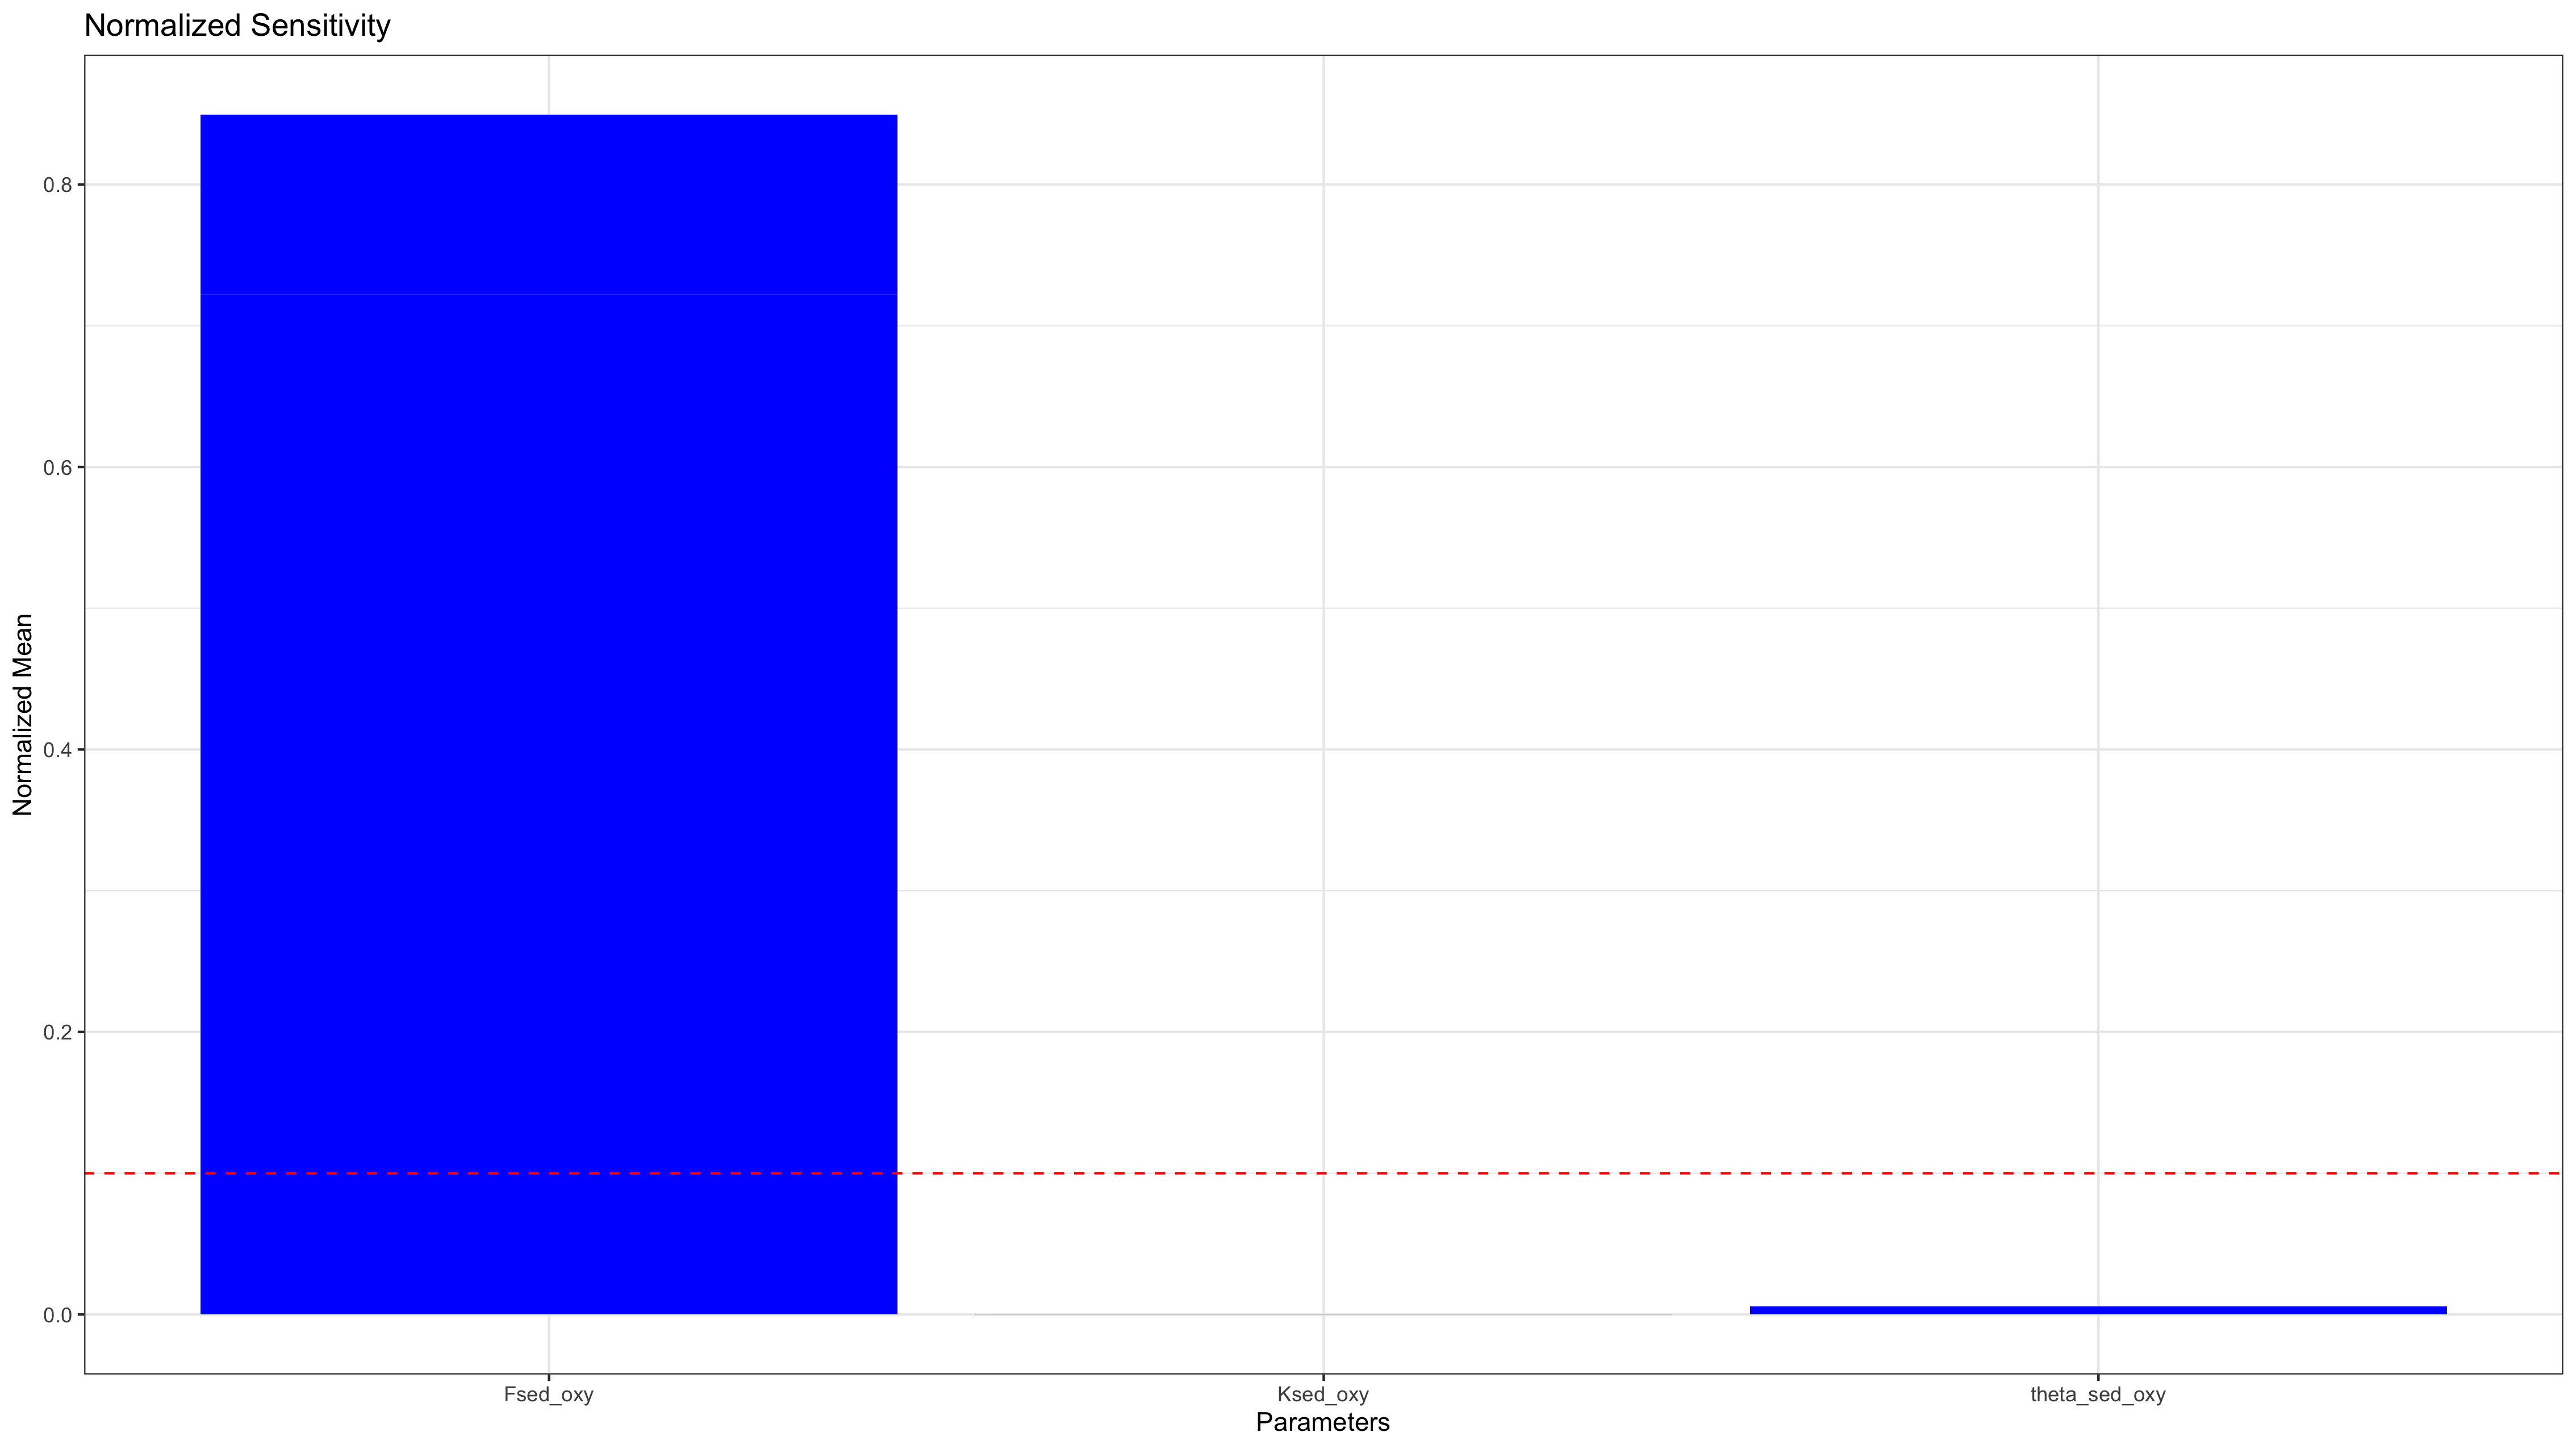 Normalized Sensitivity
Normalized Mean
0.8
0.6
0.4
0.2
0.0
Fsed_oxy
Ksed_oxy
theta_sed_oxy
Parameters